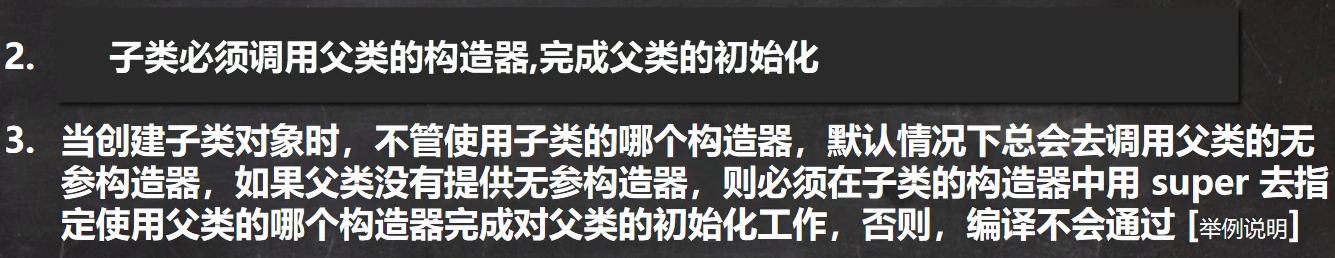 2. 子类必须调用父类的构造器,完成父类的初始化
3. 当创建子类对象时，不管使用子类的哪个构造器，默认情况下总会去调用父类的无
参构造器，如果父类没有提供无参构造器，则必须在子类的构造器中用 super 去指
定使用父类的哪个构造器完成对父类的初始化工作，否则，编译不会通过 [举例说明]